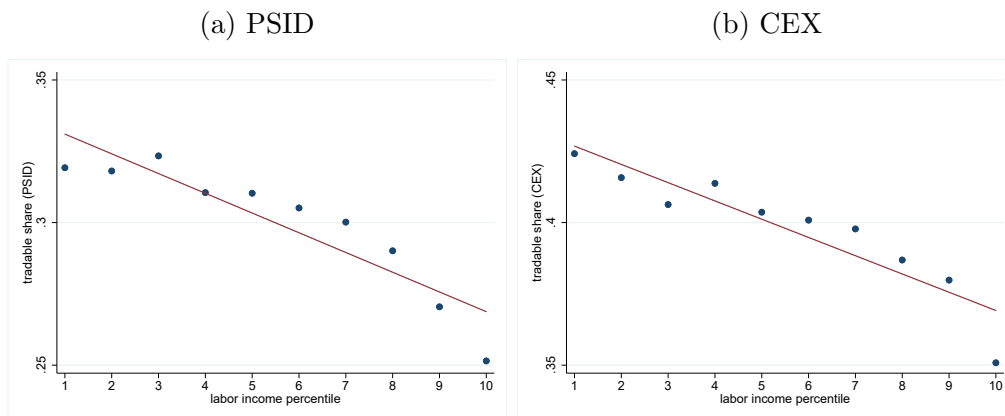 (a) PSID
.35
.3
.25
tradable share (PSID)
1 2 3 4 5 6 7 8 9 10
labor income percentile
(b) CEX
.45
.4
.35
tradable share (CEX)
1 2 3 4 5 6 7 8 9 10
labor income percentile